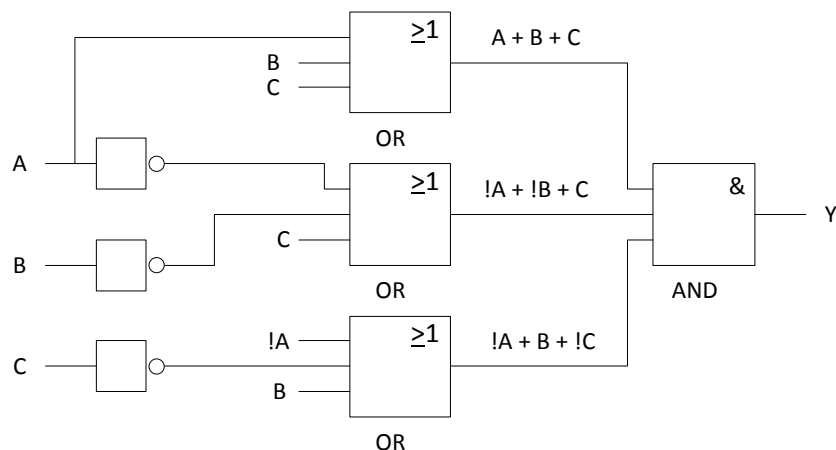 ≥1
A + B + C
B
C
OR
A
≥1
&
!A + !B + C
Y
C
B
OR
AND
≥1
!A + B + !C
!A
C
B
OR